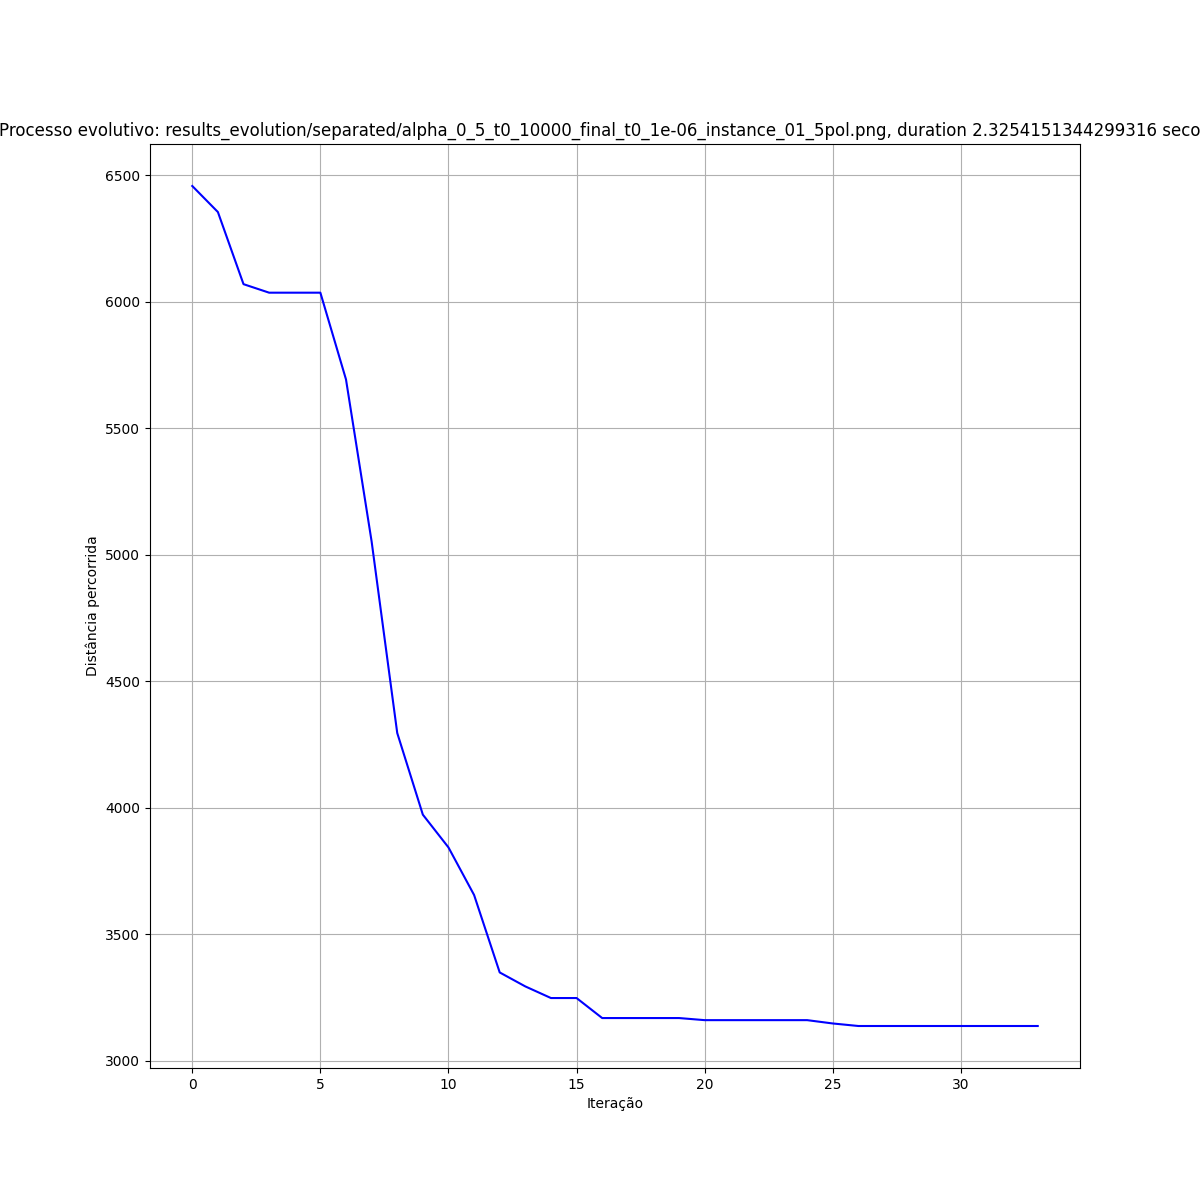 Processo evolutivo: results_evolution/separated/alpha_0_5_t0_10000_final_t0_1e-06_instance_01_5pol.png, duration 2.3254151344299316 seco
6500
6000
5500
5000
4500
4000
3500
3000
Distância percorrida
0 5 10 15 20 25 30
Iteração